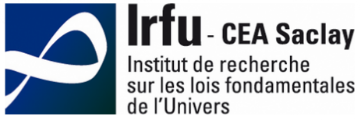 Irfu - CEA Saclay
Institut de recherche
sur les lois fondamentales
de l'Univers